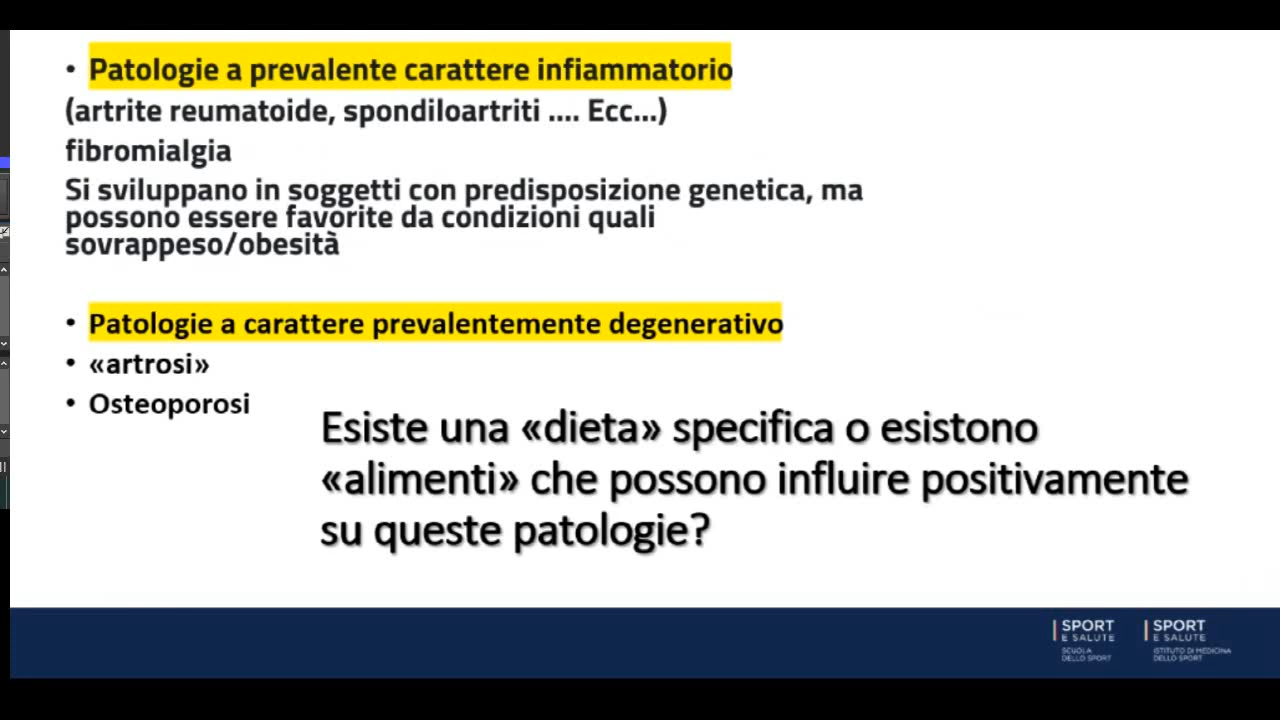 • Patologie a prevalente carattere infiammatorio
(artrite reumatoide, spondiloartriti .... Ecc...)
fibromialgia
Si sviluppano in soggetti con predisposizione genetica, ma
possono essere favorite da condizioni quali
sovrappeso/obesità
• Patologie a carattere prevalentemente degenerativo
• «artrosi»
• Osteoporosi
Esiste una «dieta» specifica o esistono
«alimenti» che possono influire positivamente
su queste patologie?
SPORT
E SALUTE
SCUOLA
DELLO SPORT
SPORT
E SALUTE
ISTITUTO DI MEDICINA
DELLO SPORT